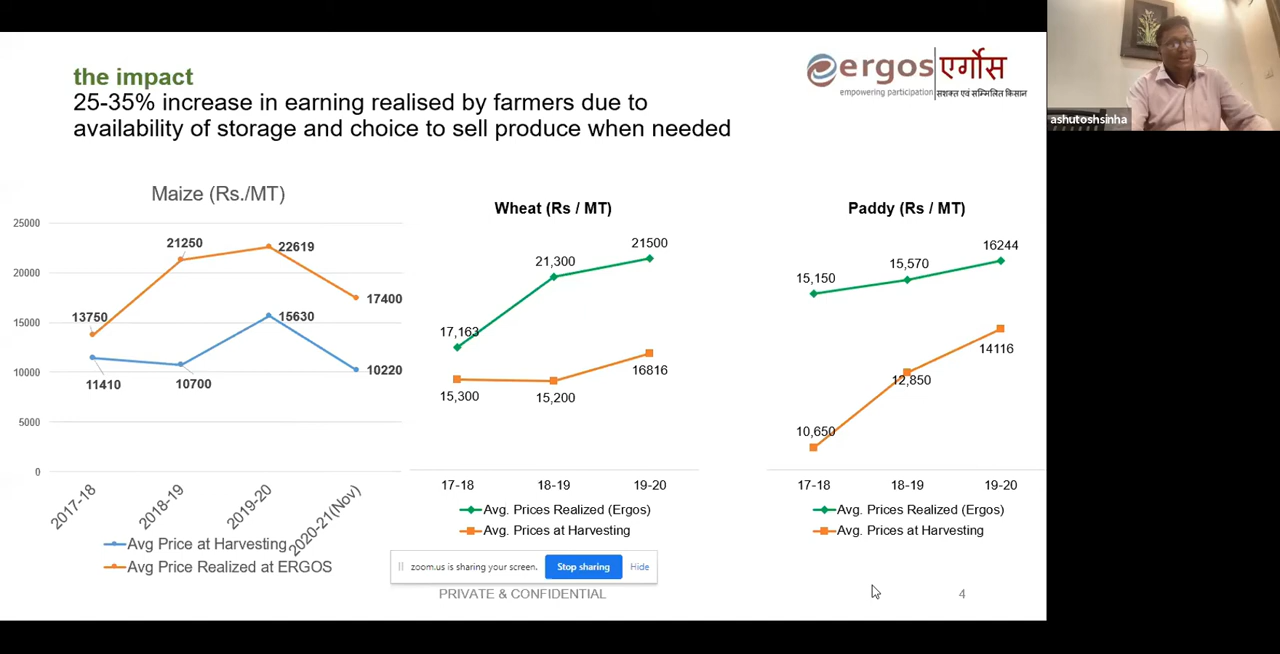 the impact
25-35% increase in earning realised by farmers due to
availability of storage and choice to sell produce when needed
ergos एर्गोस
empowering participation सशक्त एवं सम्मिलित किसान
ashutoshsinha
Maize (Rs./MT)
25000
20000
15000
10000
5000
0
13750
21250
22619
17400
11410
10700
15630
10220
2017-18
2018-19
2019-20
2020-21(Nov)
Avg Price at Harvesting
Avg Price Realized at ERGOS
Wheat (Rs / MT)
17,163
21,300
21500
15,300
15,200
16816
17-18
18-19
19-20
Avg. Prices Realized (Ergos)
Avg. Prices at Harvesting
Paddy (Rs / MT)
15,150
15,570
16244
10,650
12,850
14116
17-18
18-19
19-20
Avg. Prices Realized (Ergos)
Avg. Prices at Harvesting
zoom.us is sharing your screen. Stop sharing Hide
PRIVATE & CONFIDENTIAL
4